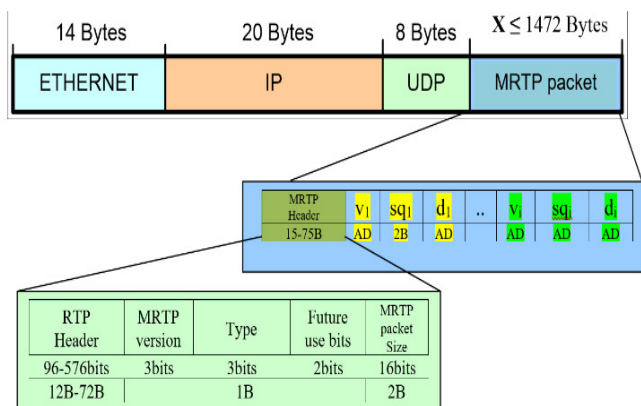 14 Bytes 20 Bytes 8 Bytes X ≤ 1472 Bytes
ETHERNET IP UDP MRTP packet
MRTP Header v₁ sq₁ d₁ .. vᵢ sqᵢ dᵢ
15-75B AD 2B AD AD AD AD
RTP Header MRTP version Type Future use bits MRTP packet Size
96-576bits 3bits 3bits 2bits 16bits
12B-72B 1B 2B